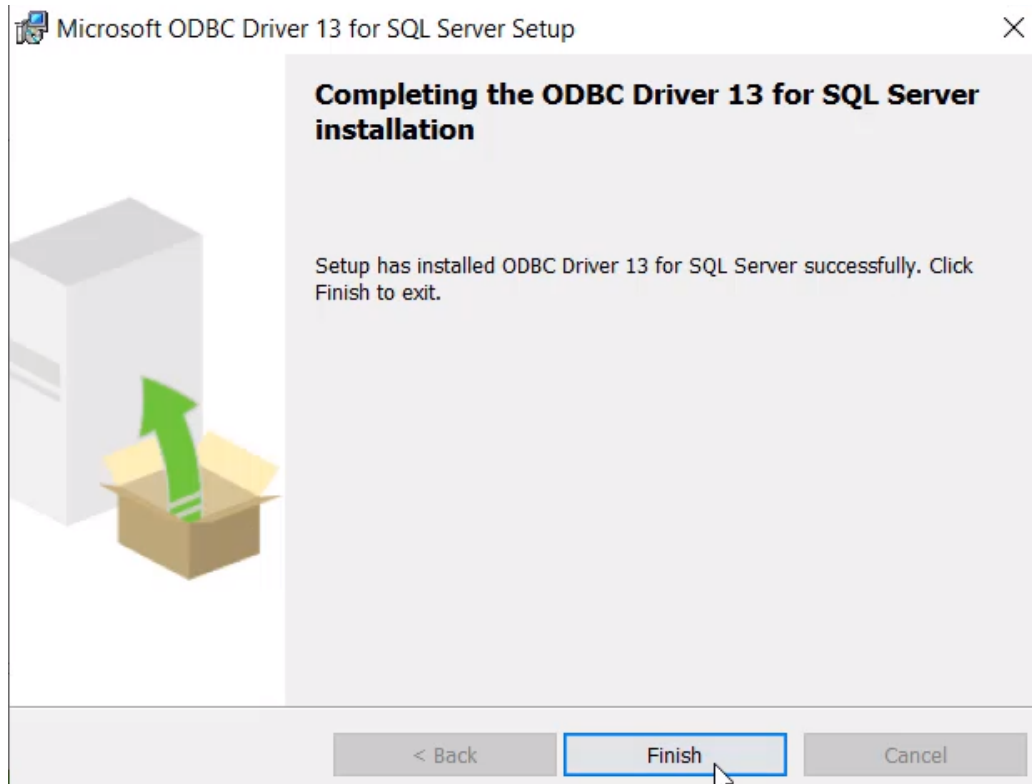 Microsoft ODBC Driver 13 for SQL Server Setup
Completing the ODBC Driver 13 for SQL Server
installation
Setup has installed ODBC Driver 13 for SQL Server successfully. Click
Finish to exit.
< Back
Finish
Cancel